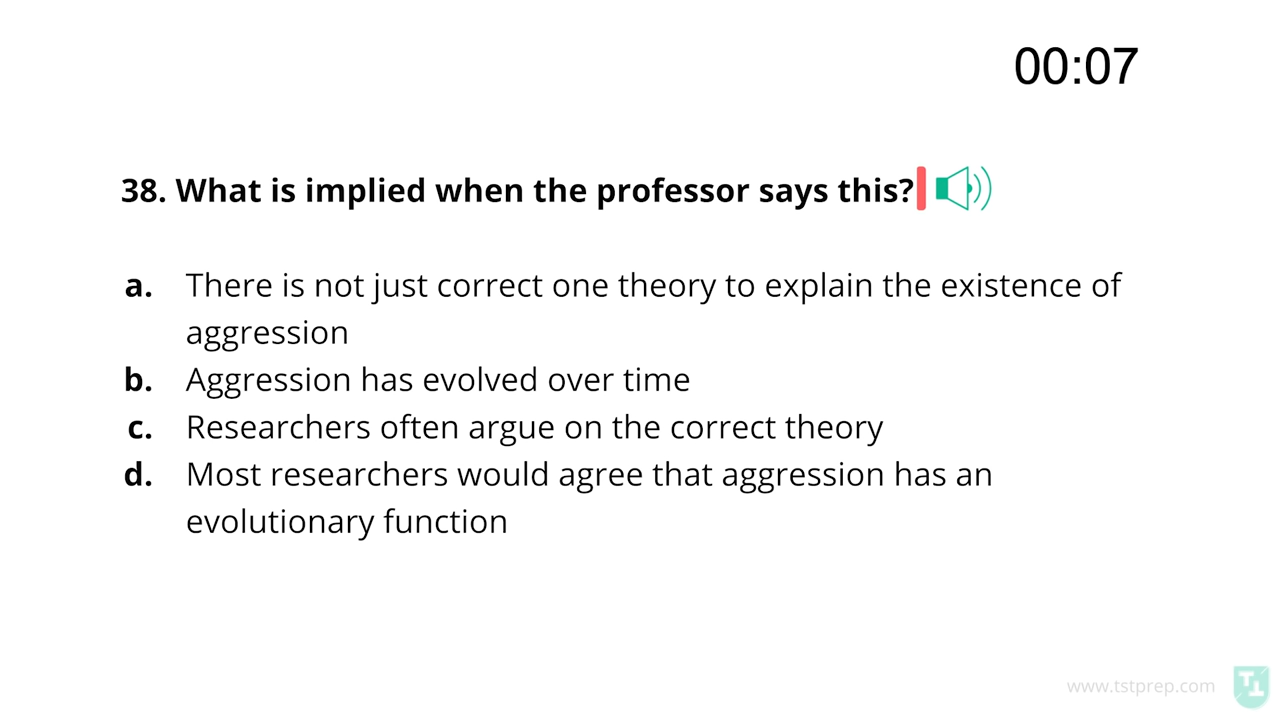 00:07
38. What is implied when the professor says this?
a. There is not just correct one theory to explain the existence of
aggression
b. Aggression has evolved over time
c. Researchers often argue on the correct theory
d. Most researchers would agree that aggression has an
evolutionary function
www.tstprep.com